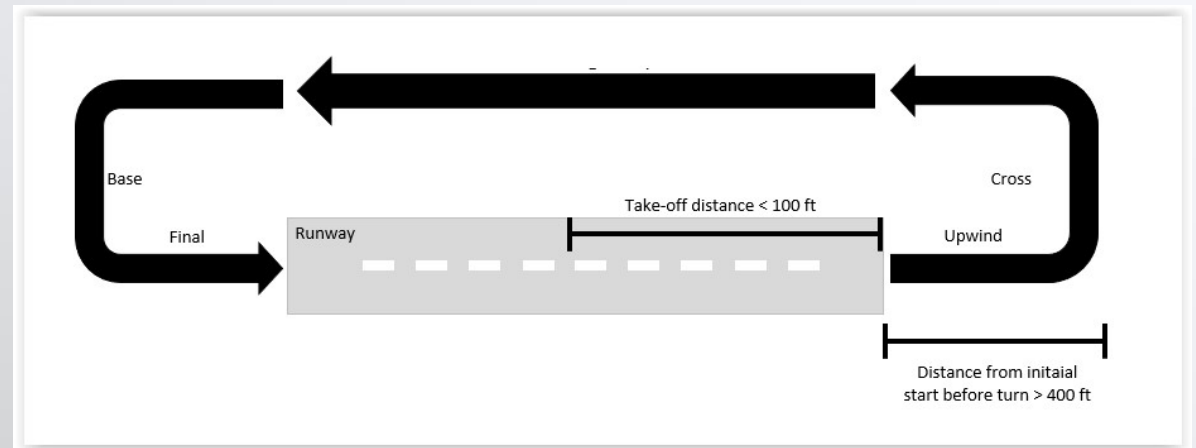 Base
Cross
Take-off distance < 100 ft
Final
Runway
Upwind
Distance from initaial
start before turn > 400 ft